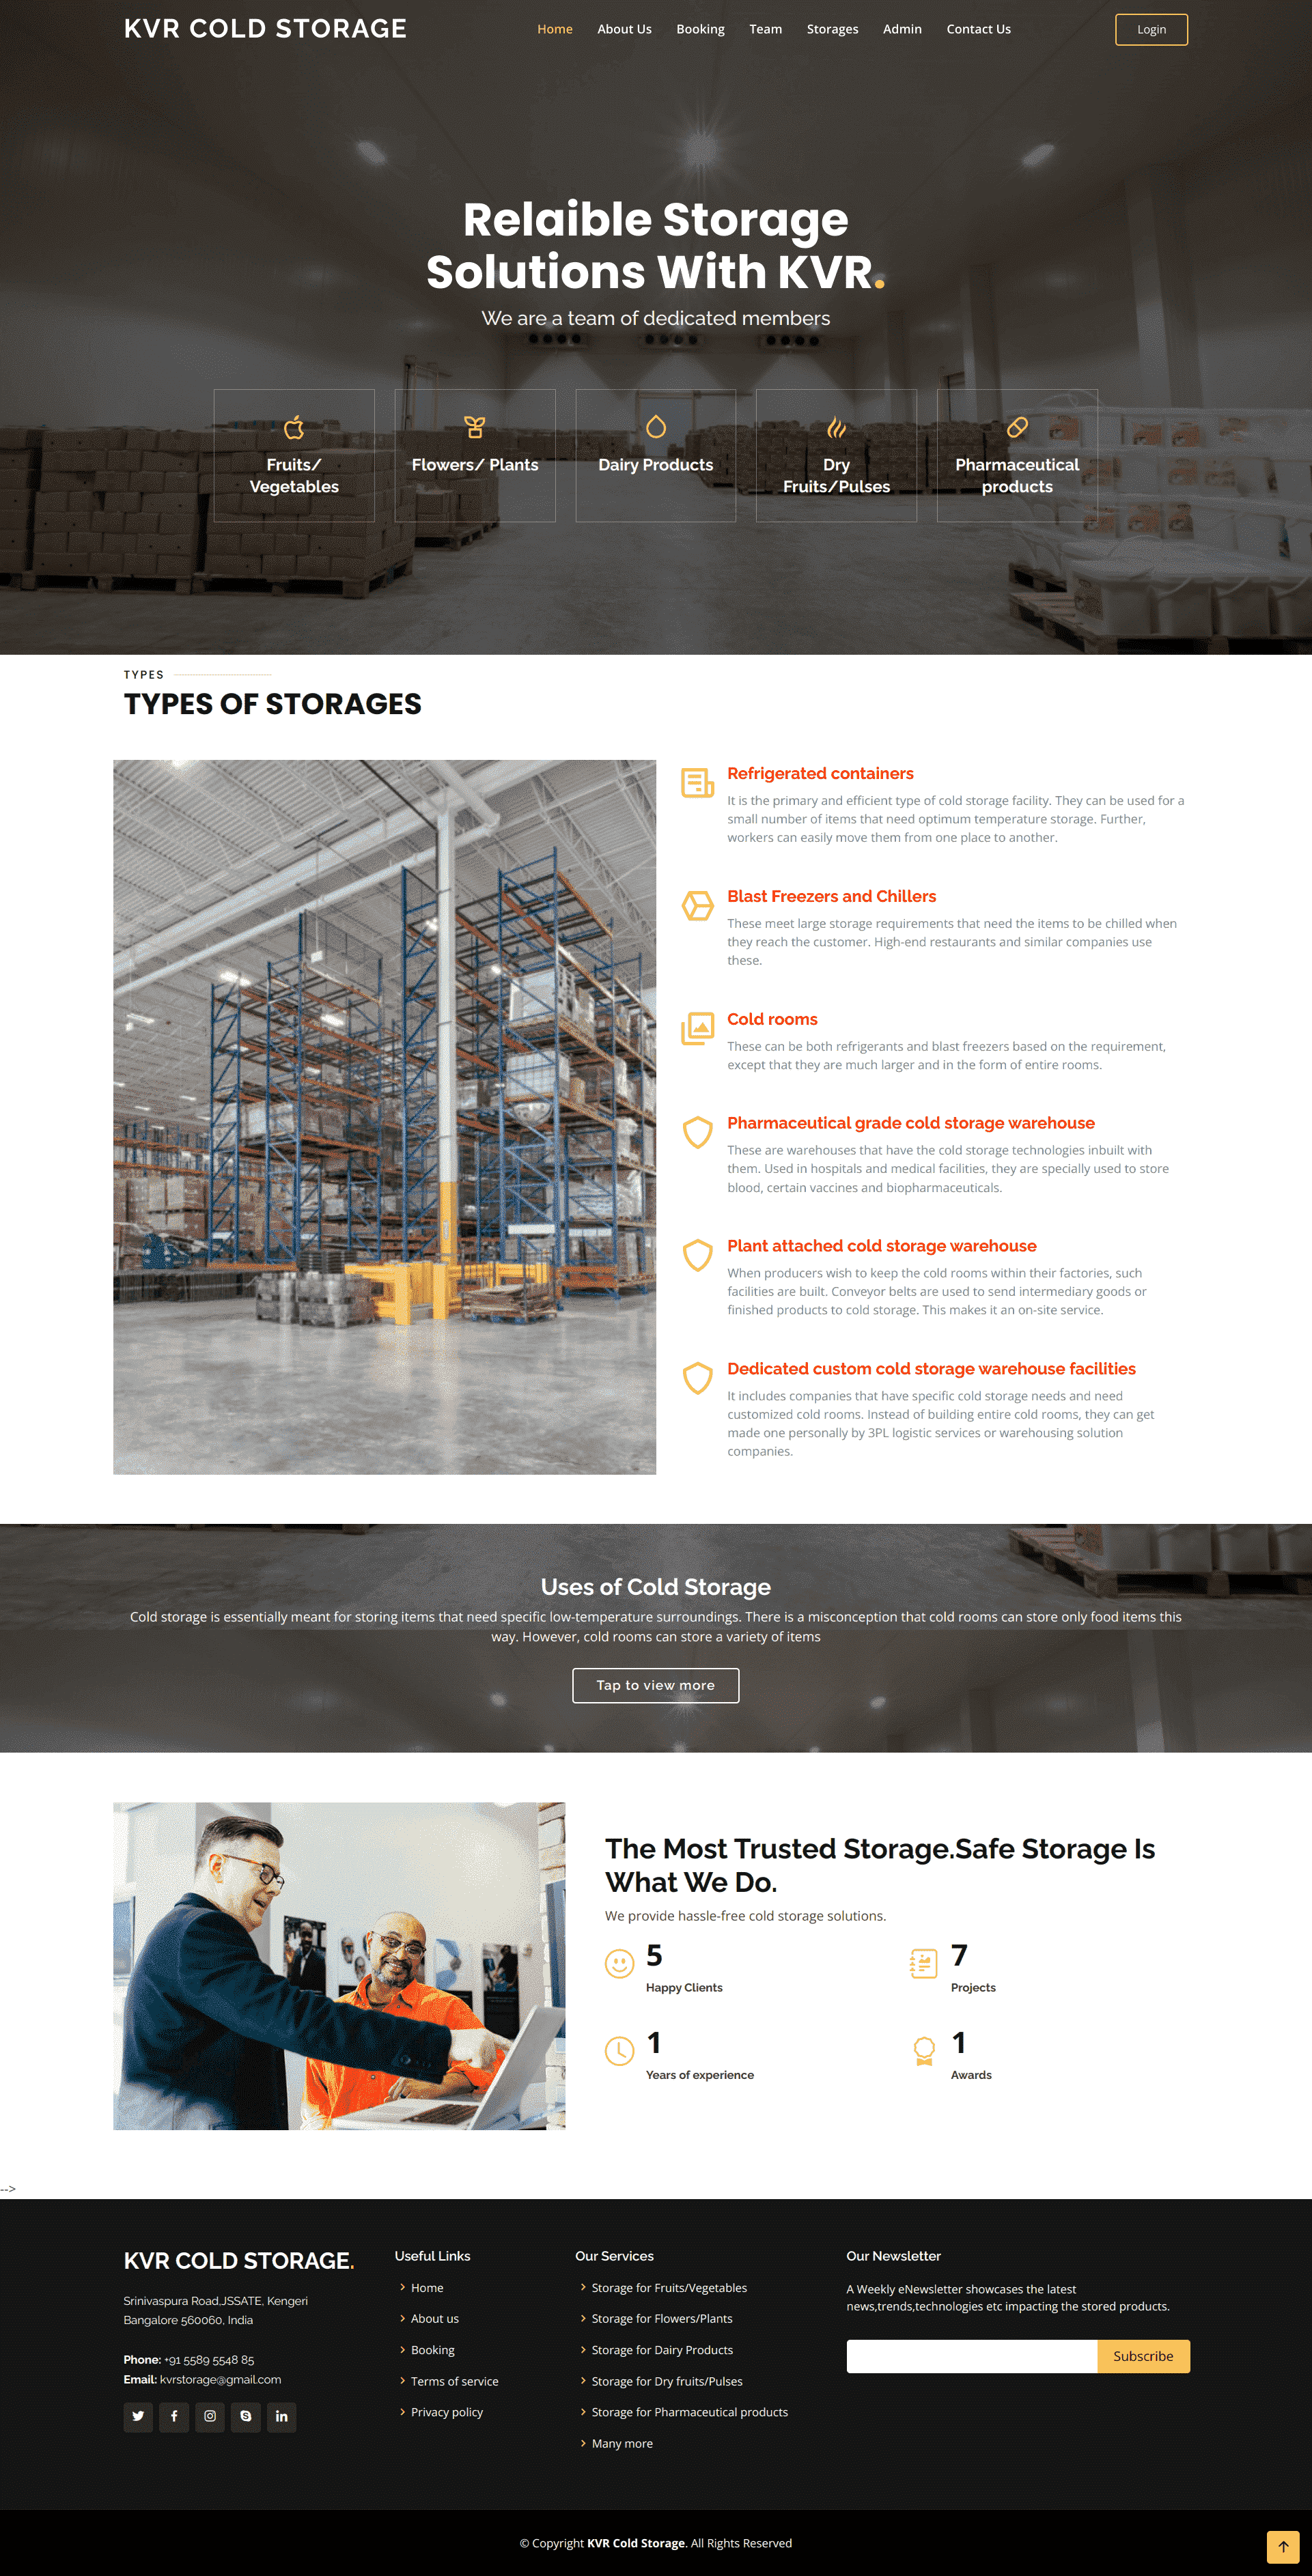 KVR COLD STORAGE
Home
About Us
Booking
Team
Storages
Admin
Contact Us
Login
Relaible Storage
Solutions With KVR.
We are a team of dedicated members
Fruits/
Vegetables
Flowers/ Plants
Dairy Products
Dry
Fruits/Pulses
Pharmaceutical
products
TYPES
TYPES OF STORAGES
Refrigerated containers
It is the primary and efficient type of cold storage facility. They can be used for a
small number of items that need optimum temperature storage. Further,
workers can easily move them from one place to another.
Blast Freezers and Chillers
These meet large storage requirements that need the items to be chilled when
they reach the customer. High-end restaurants and similar companies use
these.
Cold rooms
These can be both refrigerants and blast freezers based on the requirement,
except that they are much larger and in the form of entire rooms.
Pharmaceutical grade cold storage warehouse
These are warehouses that have the cold storage technologies inbuilt with
them. Used in hospitals and medical facilities, they are specially used to store
blood, certain vaccines and biopharmaceuticals.
Plant attached cold storage warehouse
When producers wish to keep the cold rooms within their factories, such
facilities are built. Conveyor belts are used to send intermediary goods or
finished products to cold storage. This makes it an on-site service.
Dedicated custom cold storage warehouse facilities
It includes companies that have specific cold storage needs and need
customized cold rooms. Instead of building entire cold rooms, they can get
made one personally by 3PL logistic services or warehousing solution
companies.
Uses of Cold Storage
Cold storage is essentially meant for storing items that need specific low-temperature surroundings. There is a misconception that cold rooms can store only food items this
way. However, cold rooms can store a variety of items
Tap to view more
The Most Trusted Storage.Safe Storage Is
What We Do.
We provide hassle-free cold storage solutions.
5
Happy Clients
7
Projects
1
Years of experience
1
Awards
-->
KVR COLD STORAGE.
Srinivaspura Road,JSSATE, Kengeri
Bangalore 560060, India
Phone: +91 5589 5548 85
Email: kvrstorage@gmail.com
Useful Links
Home
About us
Booking
Terms of service
Privacy policy
Our Services
Storage for Fruits/Vegetables
Storage for Flowers/Plants
Storage for Dairy Products
Storage for Dry fruits/Pulses
Storage for Pharmaceutical products
Many more
Our Newsletter
A Weekly eNewsletter showcases the latest
news,trends,technologies etc impacting the stored products.
Subscribe
© Copyright KVR Cold Storage. All Rights Reserved